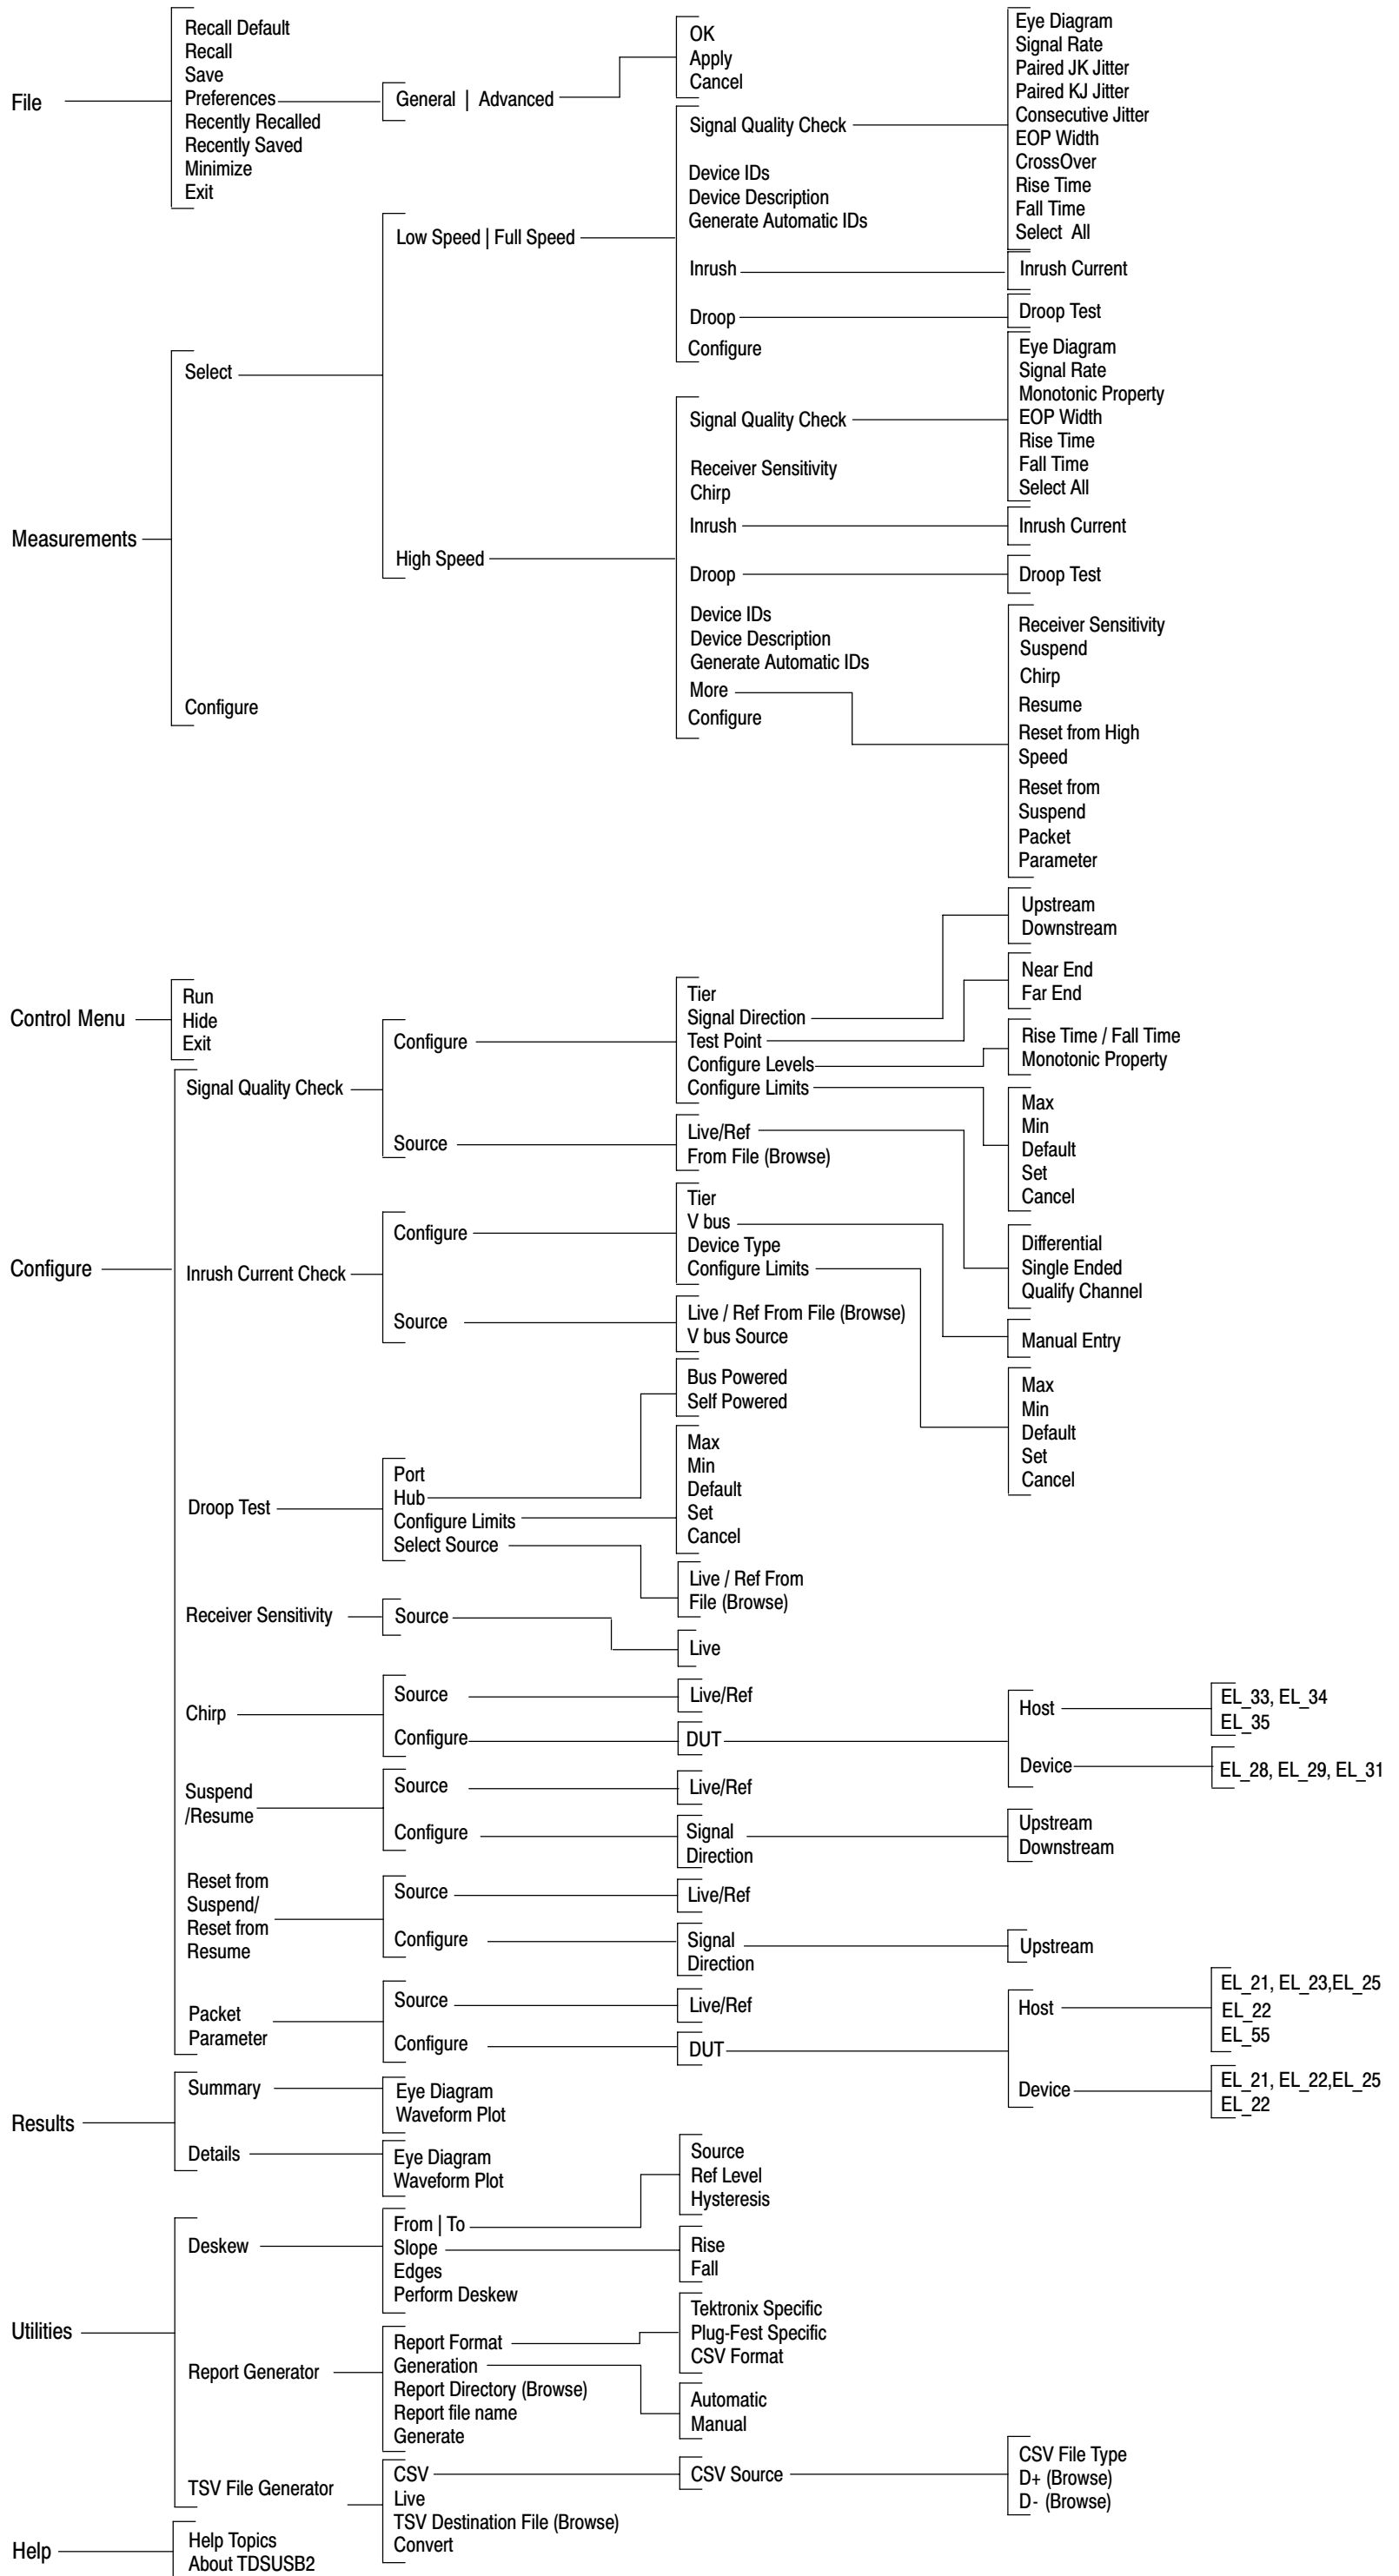 File
Recall Default
Recall
Save
Preferences
Recently Recalled
Recently Saved
Minimize
Exit
General | Advanced
OK
Apply
Cancel
Measurements
Select
Low Speed | Full Speed
Signal Quality Check
Eye Diagram
Signal Rate
Paired JK Jitter
Paired KJ Jitter
Consecutive Jitter
EOP Width
CrossOver
Rise Time
Fall Time
Select All
Device IDs
Device Description
Generate Automatic IDs
Inrush
Inrush Current
Droop
Droop Test
Configure
High Speed
Signal Quality Check
Eye Diagram
Signal Rate
Monotonic Property
EOP Width
Rise Time
Fall Time
Select All
Receiver Sensitivity
Chirp
Inrush
Inrush Current
Droop
Droop Test
Device IDs
Device Description
Generate Automatic IDs
More
Receiver Sensitivity
Suspend
Chirp
Resume
Reset from High
Speed
Reset from
Suspend
Packet
Parameter
Configure
Configure
Control Menu
Run
Hide
Exit
Configure
Signal Quality Check
Configure
Tier
Signal Direction
Upstream
Downstream
Test Point
Near End
Far End
Configure Levels
Rise Time / Fall Time
Monotonic Property
Configure Limits
Max
Min
Default
Set
Cancel
Source
Live/Ref
Differential
Single Ended
Qualify Channel
From File (Browse)
Inrush Current Check
Configure
Tier
V bus
Manual Entry
Device Type
Configure Limits
Max
Min
Default
Set
Cancel
Source
Live / Ref From File (Browse)
V bus Source
Droop Test
Port
Hub
Bus Powered
Self Powered
Configure Limits
Max
Min
Default
Set
Cancel
Select Source
Live / Ref From
File (Browse)
Receiver Sensitivity
Source
Live
Chirp
Source
Live/Ref
Configure
DUT
Host
EL_33, EL_34
EL_35
Device
EL_28, EL_29, EL_31
Suspend
/Resume
Source
Live/Ref
Configure
Signal
Direction
Upstream
Downstream
Reset from
Suspend/
Reset from
Resume
Source
Live/Ref
Configure
Signal
Direction
Upstream
Packet
Parameter
Source
Live/Ref
Configure
DUT
Host
EL_21, EL_23,EL_25
EL_22
EL_55
Device
EL_21, EL_22,EL_25
EL_22
Results
Summary
Eye Diagram
Waveform Plot
Details
Eye Diagram
Waveform Plot
Utilities
Deskew
From | To
Source
Ref Level
Hysteresis
Slope
Rise
Fall
Edges
Perform Deskew
Report Generator
Report Format
Tektronix Specific
Plug-Fest Specific
CSV Format
Generation
Automatic
Manual
Report Directory (Browse)
Report file name
Generate
TSV File Generator
CSV
CSV Source
CSV File Type
D+ (Browse)
D- (Browse)
Live
TSV Destination File (Browse)
Convert
Help
Help Topics
About TDSUSB2